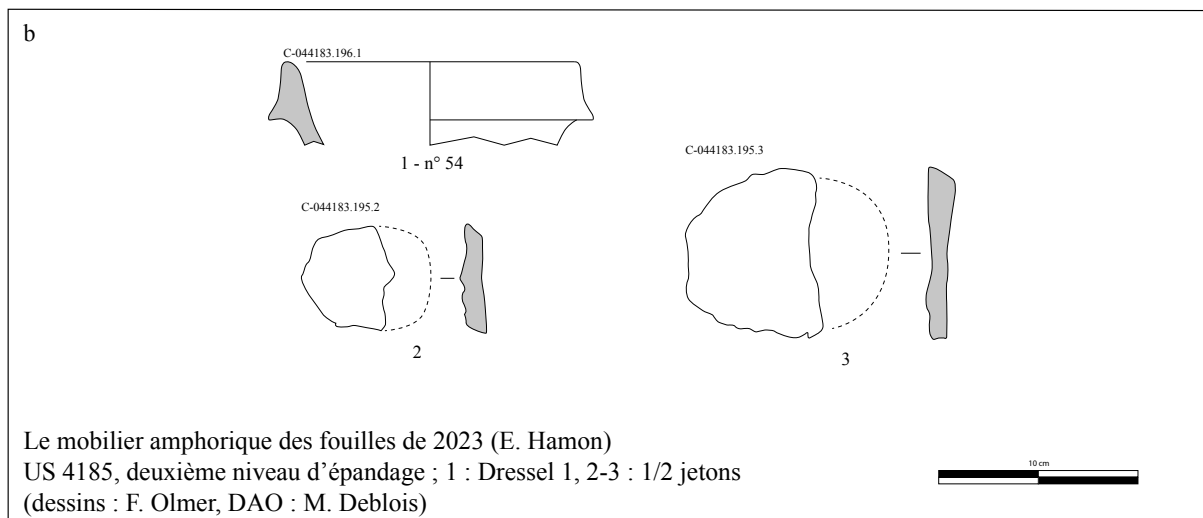 b
C-044183.196.1
1 - n° 54
C-044183.195.3
C-044183.195.2
2
3
Le mobilier amphorique des fouilles de 2023 (E. Hamon)
US 4185, deuxième niveau d’épandage ; 1 : Dressel 1, 2-3 : 1/2 jetons
(dessins : F. Olmer, DAO : M. Deblois)
10 cm